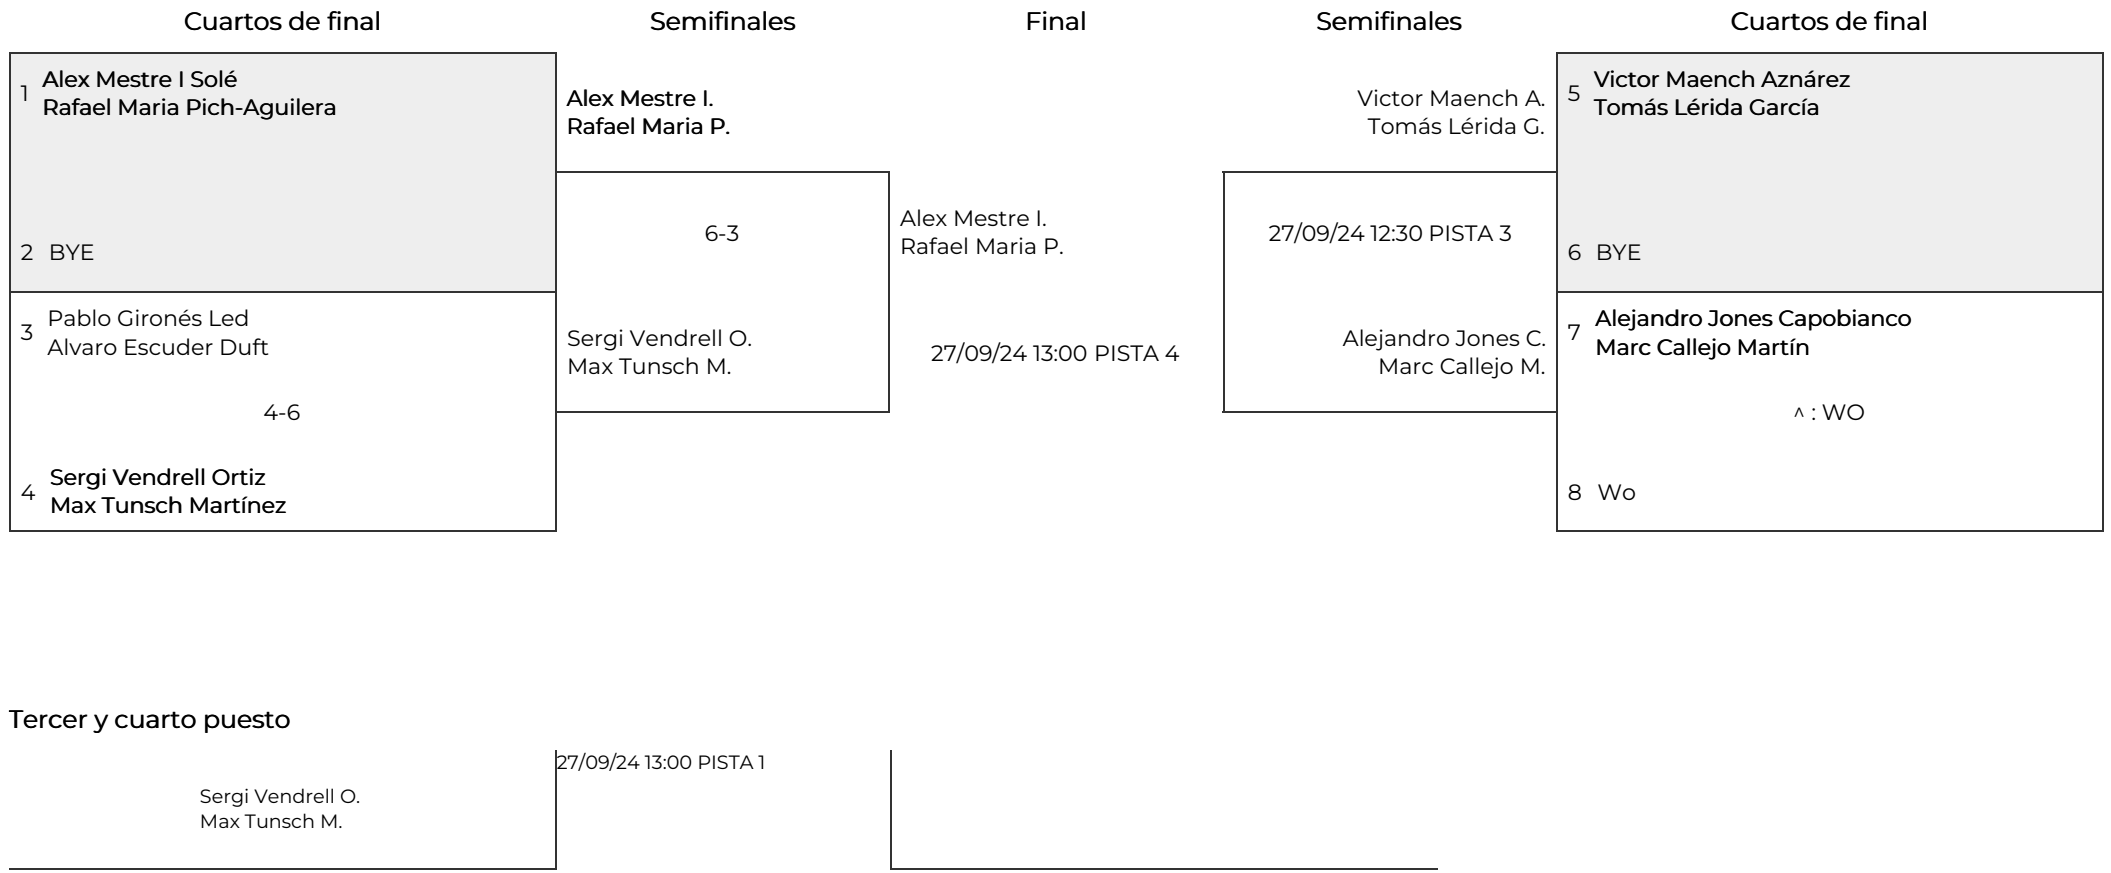 Cuartos de final
Semifinales
Final
Semifinales
Cuartos de final
1
Alex Mestre I Solé
Rafael Maria Pich-Aguilera
2 BYE
3
Pablo Gironés Led
Alvaro Escuder Duft
4-6
4
Sergi Vendrell Ortiz
Max Tunsch Martínez
Alex Mestre I.
Rafael Maria P.
6-3
Sergi Vendrell O.
Max Tunsch M.
Alex Mestre I.
Rafael Maria P.
27/09/24 13:00 PISTA 4
Victor Maench A.
Tomás Lérida G.
27/09/24 12:30 PISTA 3
Alejandro Jones C.
Marc Callejo M.
5
Victor Maench Aznárez
Tomás Lérida García
6 BYE
7
Alejandro Jones Capobianco
Marc Callejo Martín
^ : WO
8 Wo
Tercer y cuarto puesto
Sergi Vendrell O.
Max Tunsch M.
27/09/24 13:00 PISTA 1